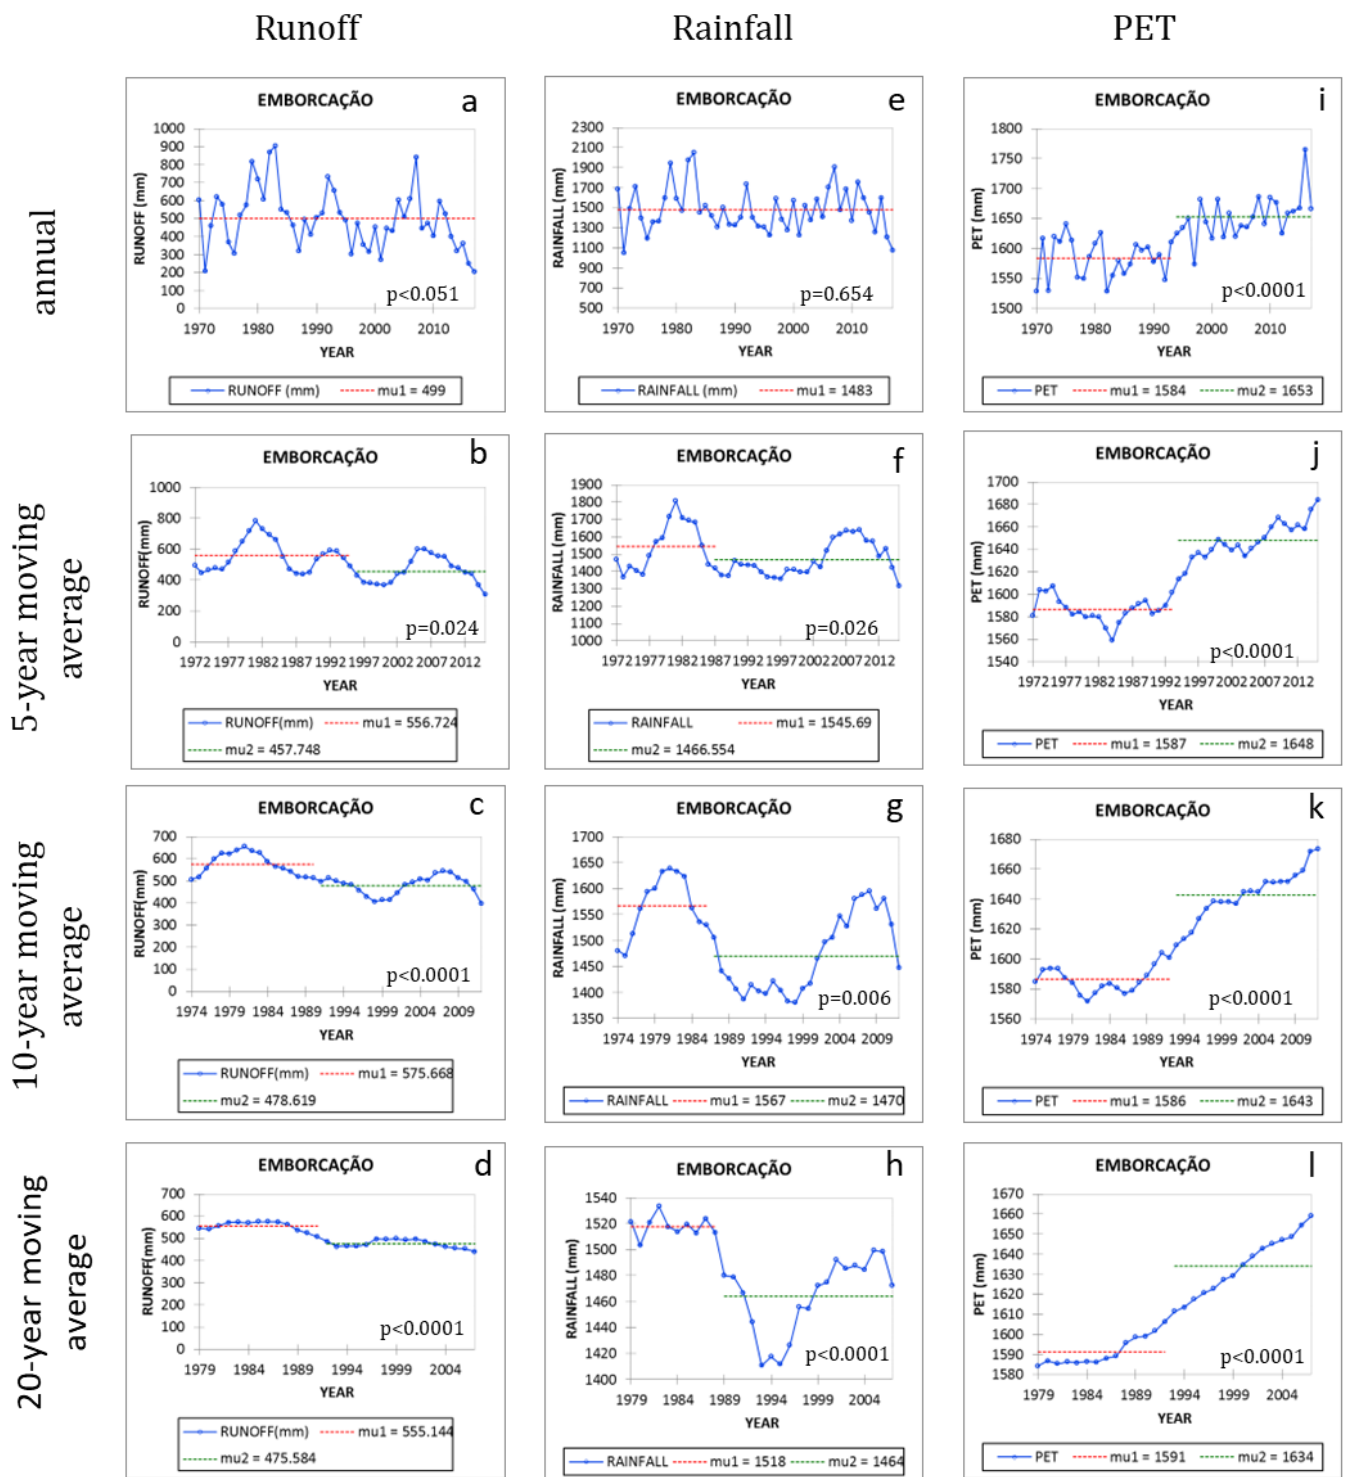 Runoff Rainfall PET
annual
EMBORCAÇÃO a
RUNOFF (mm)
1000
900
800
700
600
500
400
300
200
100
0
p<0.051
1970 1980 1990 2000 2010
YEAR
RUNOFF (mm) mu1 = 499
EMBORCAÇÃO e
RAINFALL (mm)
2300
2100
1900
1700
1500
1300
1100
900
700
500
p=0.654
1970 1980 1990 2000 2010
YEAR
RAINFALL (mm) mu1 = 1483
EMBORCAÇÃO i
PET (mm)
1800
1750
1700
1650
1600
1550
1500
p<0.0001
1970 1980 1990 2000 2010
YEAR
PET mu1 = 1584 mu2 = 1653
5-year moving
average
EMBORCAÇÃO b
RUNOFF(mm)
1000
800
600
400
200
0
p=0.024
1972 1977 1982 1987 1992 1997 2002 2007 2012
YEAR
RUNOFF(mm) mu1 = 556.724
mu2 = 457.748
EMBORCAÇÃO f
RAINFALL (mm)
1900
1800
1700
1600
1500
1400
1300
1200
1100
1000
p=0.026
1972 1977 1982 1987 1992 1997 2002 2007 2012
YEAR
RAINFALL mu1 = 1545.69
mu2 = 1466.554
EMBORCAÇÃO j
PET (mm)
1700
1680
1660
1640
1620
1600
1580
1560
1540
p<0.0001
1972 1977 1982 1987 1992 1997 2002 2007 2012
YEAR
PET mu1 = 1587 mu2 = 1648
10-year moving
average
EMBORCAÇÃO c
RUNOFF(mm)
700
600
500
400
300
200
100
0
p<0.0001
1974 1979 1984 1989 1994 1999 2004 2009
YEAR
RUNOFF(mm) mu1 = 575.668
mu2 = 478.619
EMBORCAÇÃO g
RAINFALL (mm)
1700
1650
1600
1550
1500
1450
1400
1350
p=0.006
1974 1979 1984 1989 1994 1999 2004 2009
YEAR
RAINFALL mu1 = 1567 mu2 = 1470
EMBORCAÇÃO k
PET (mm)
1680
1660
1640
1620
1600
1580
1560
p<0.0001
1974 1979 1984 1989 1994 1999 2004 2009
YEAR
PET mu1 = 1586 mu2 = 1643
20-year moving
average
EMBORCAÇÃO d
RUNOFF(mm)
700
600
500
400
300
200
100
0
p<0.0001
1979 1984 1989 1994 1999 2004
YEAR
RUNOFF(mm) mu1 = 555.144
mu2 = 475.584
EMBORCAÇÃO h
RAINFALL (mm)
1540
1520
1500
1480
1460
1440
1420
1400
p<0.0001
1979 1984 1989 1994 1999 2004
YEAR
RAINFALL mu1 = 1518 mu2 = 1464
EMBORCAÇÃO l
PET (mm)
1670
1660
1650
1640
1630
1620
1610
1600
1590
1580
p<0.0001
1979 1984 1989 1994 1999 2004
YEAR
PET mu1 = 1591 mu2 = 1634